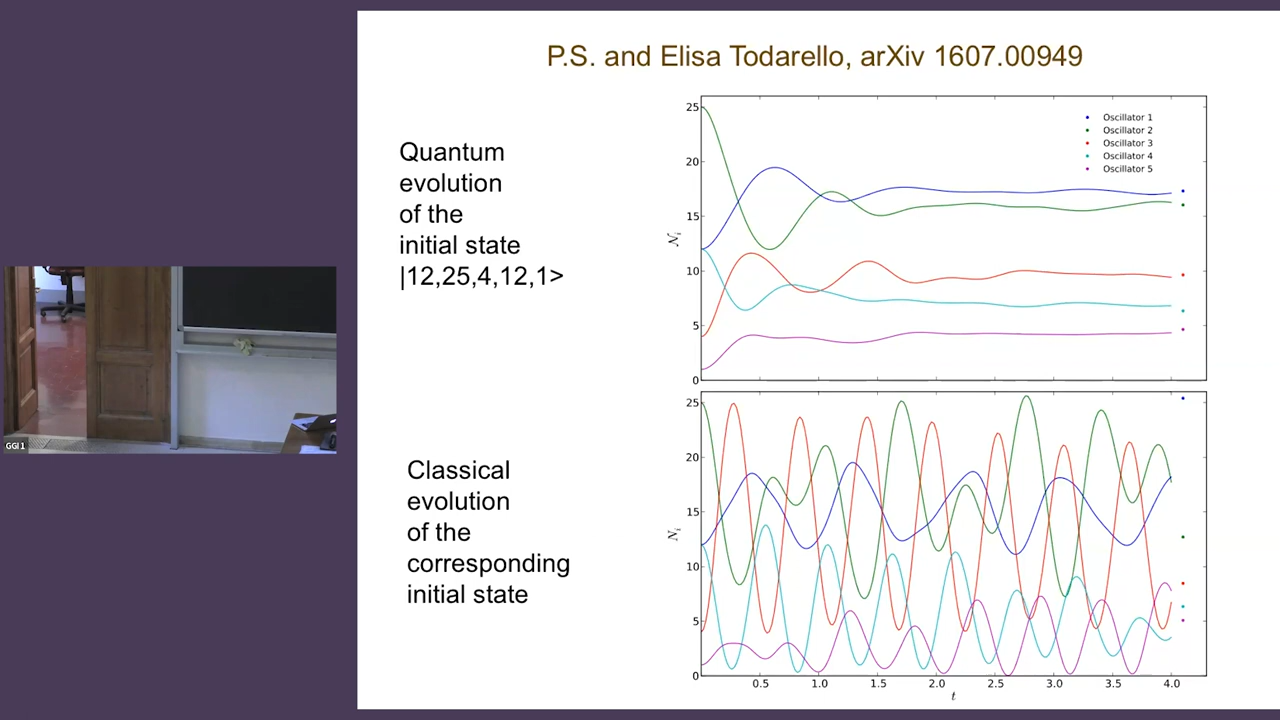 P.S. and Elisa Todarello, arXiv 1607.00949
Quantum
evolution
of the
initial state
|12,25,4,12,1>
25
20
15
10
5
0
𝒩ᵢ
Oscillator 1
Oscillator 2
Oscillator 3
Oscillator 4
Oscillator 5
GGI 1
Classical
evolution
of the
corresponding
initial state
25
20
15
10
5
0
Nᵢ
0.5 1.0 1.5 2.0 2.5 3.0 3.5 4.0
t